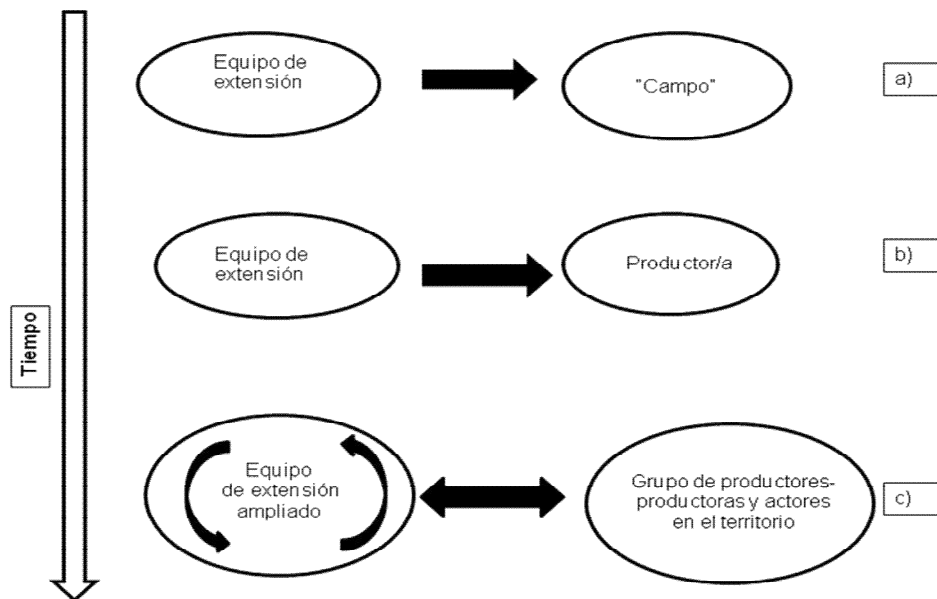 Equipo de
extensión
"Campo"
a)
Equipo de
extensión
Productor/a
b)
Tiempo
Equipo
de extensión
ampliado
Grupo de productores-
productoras y actores
en el territorio
c)